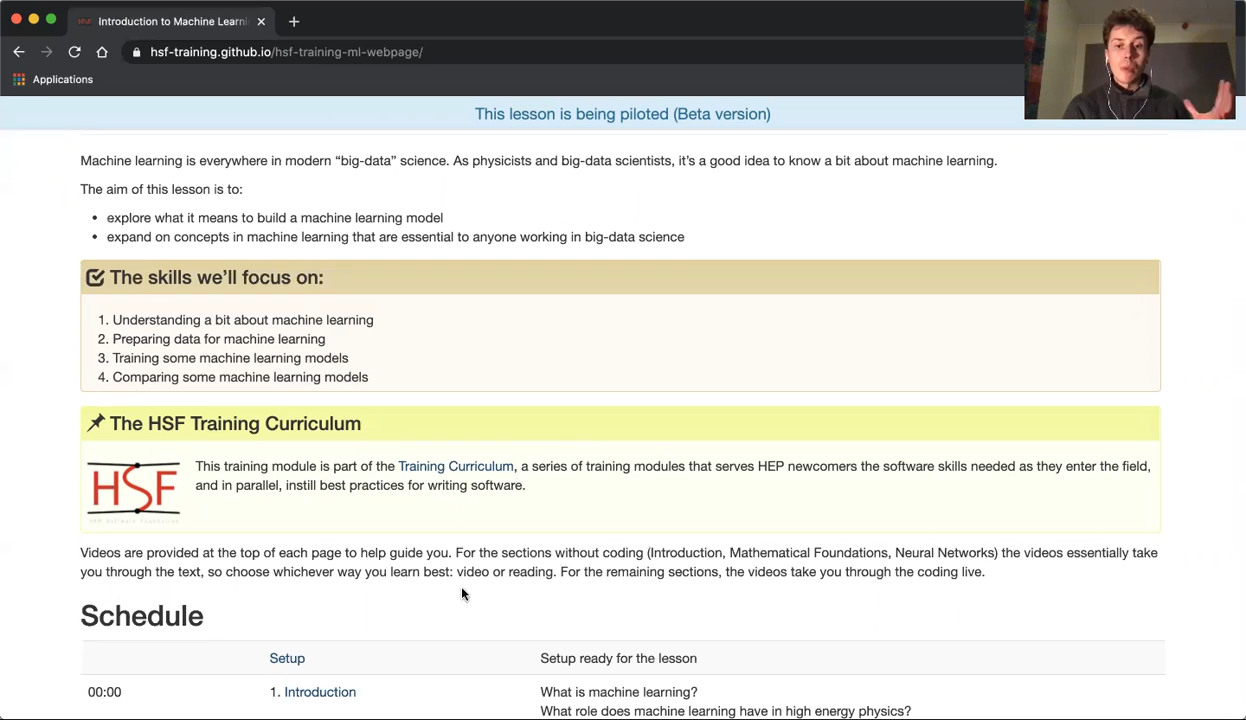 Introduction to Machine Learni
hsf-training.github.io/hsf-training-ml-webpage/
Applications
This lesson is being piloted (Beta version)
Machine learning is everywhere in modern “big-data” science. As physicists and big-data scientists, it’s a good idea to know a bit about machine learning.
The aim of this lesson is to:
• explore what it means to build a machine learning model
• expand on concepts in machine learning that are essential to anyone working in big-data science
The skills we’ll focus on:
1. Understanding a bit about machine learning
2. Preparing data for machine learning
3. Training some machine learning models
4. Comparing some machine learning models
The HSF Training Curriculum
HSF
HEP Software Foundation
This training module is part of the Training Curriculum, a series of training modules that serves HEP newcomers the software skills needed as they enter the field,
and in parallel, instill best practices for writing software.
Videos are provided at the top of each page to help guide you. For the sections without coding (Introduction, Mathematical Foundations, Neural Networks) the videos essentially take
you through the text, so choose whichever way you learn best: video or reading. For the remaining sections, the videos take you through the coding live.
Schedule
Setup Setup ready for the lesson
00:00 1. Introduction What is machine learning?
What role does machine learning have in high energy physics?